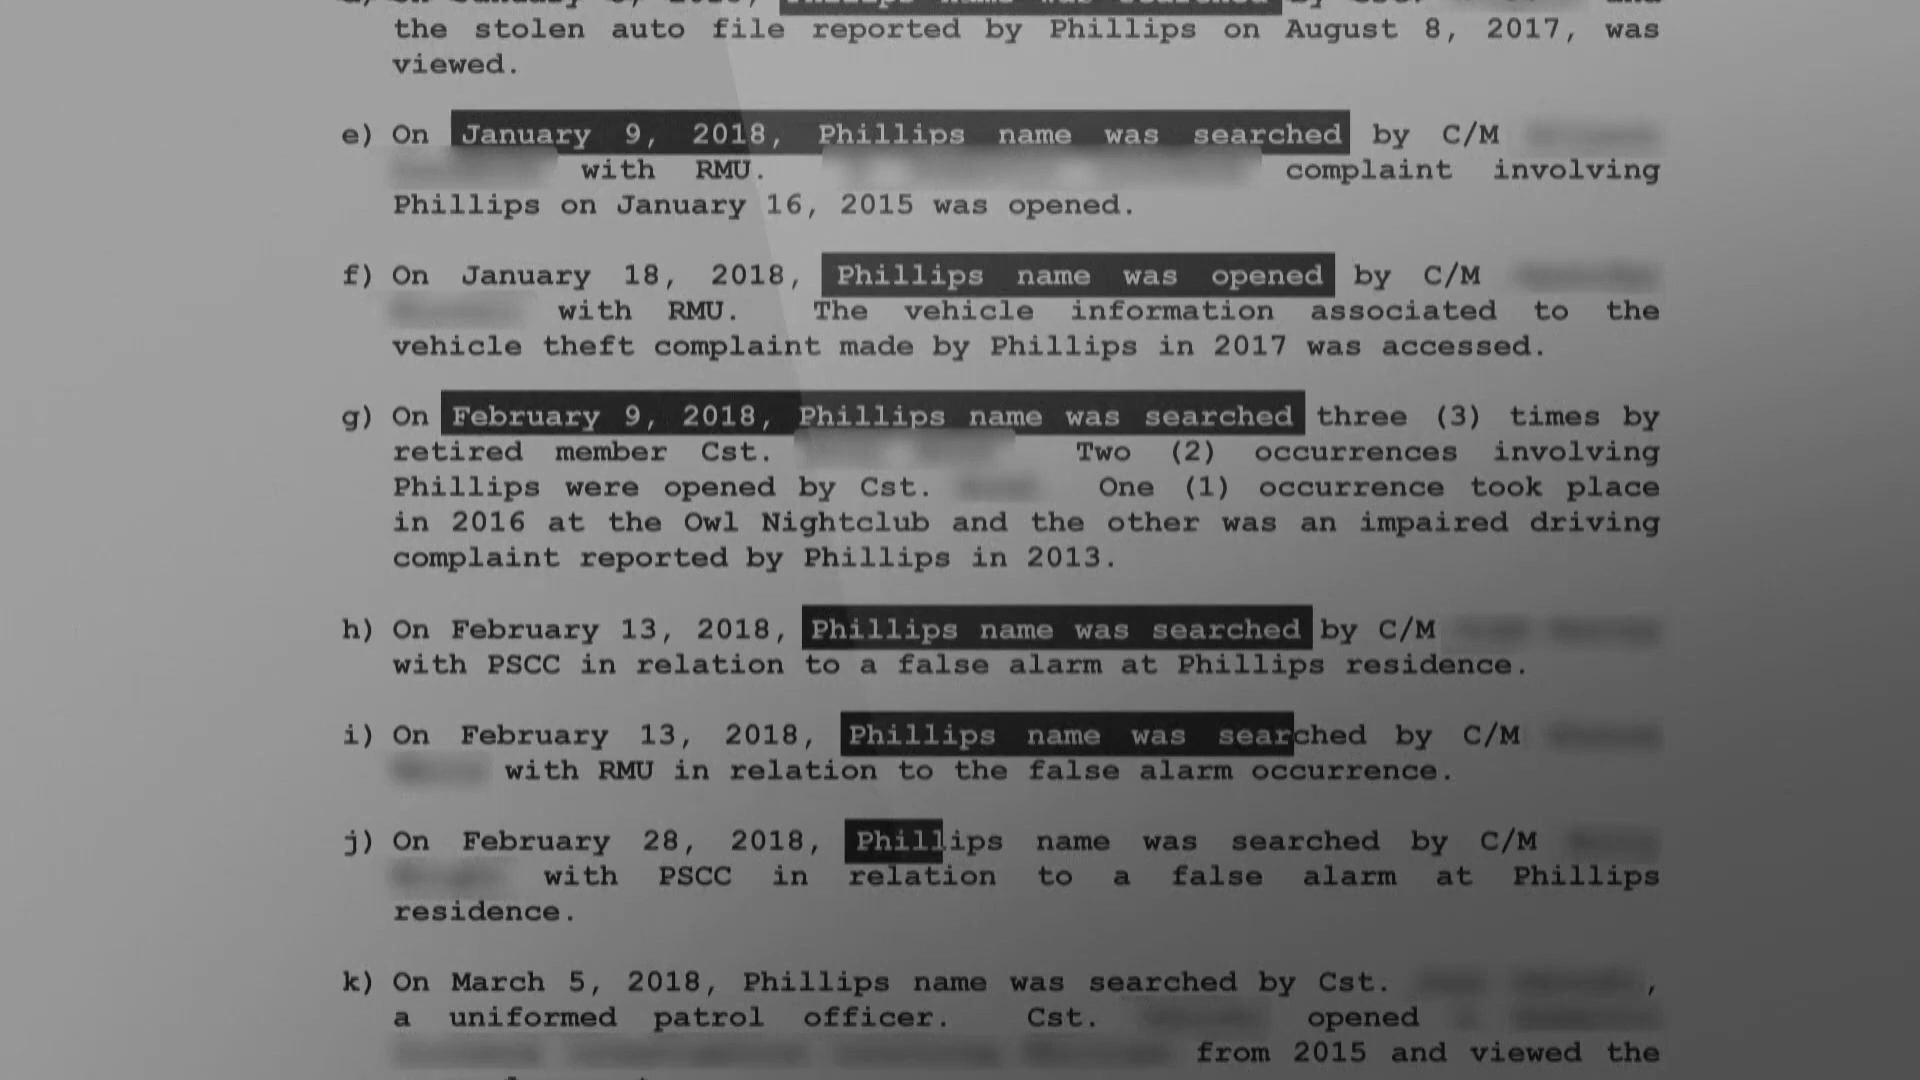 the stolen auto file reported by Phillips on August 8, 2017, was
viewed.
e) On January 9, 2018, Phillips name was searched by C/M
with RMU. complaint involving
Phillips on January 16, 2015 was opened.
f) On January 18, 2018, Phillips name was opened by C/M
with RMU. The vehicle information associated to the
vehicle theft complaint made by Phillips in 2017 was accessed.
g) On February 9, 2018, Phillips name was searched three (3) times by
retired member Cst. Two (2) occurrences involving
Phillips were opened by Cst. One (1) occurrence took place
in 2016 at the Owl Nightclub and the other was an impaired driving
complaint reported by Phillips in 2013.
h) On February 13, 2018, Phillips name was searched by C/M
with PSCC in relation to a false alarm at Phillips residence.
i) On February 13, 2018, Phillips name was searched by C/M
with RMU in relation to the false alarm occurrence.
j) On February 28, 2018, Phillips name was searched by C/M
with PSCC in relation to a false alarm at Phillips
residence.
k) On March 5, 2018, Phillips name was searched by Cst. ,
a uniformed patrol officer. Cst. opened
from 2015 and viewed the